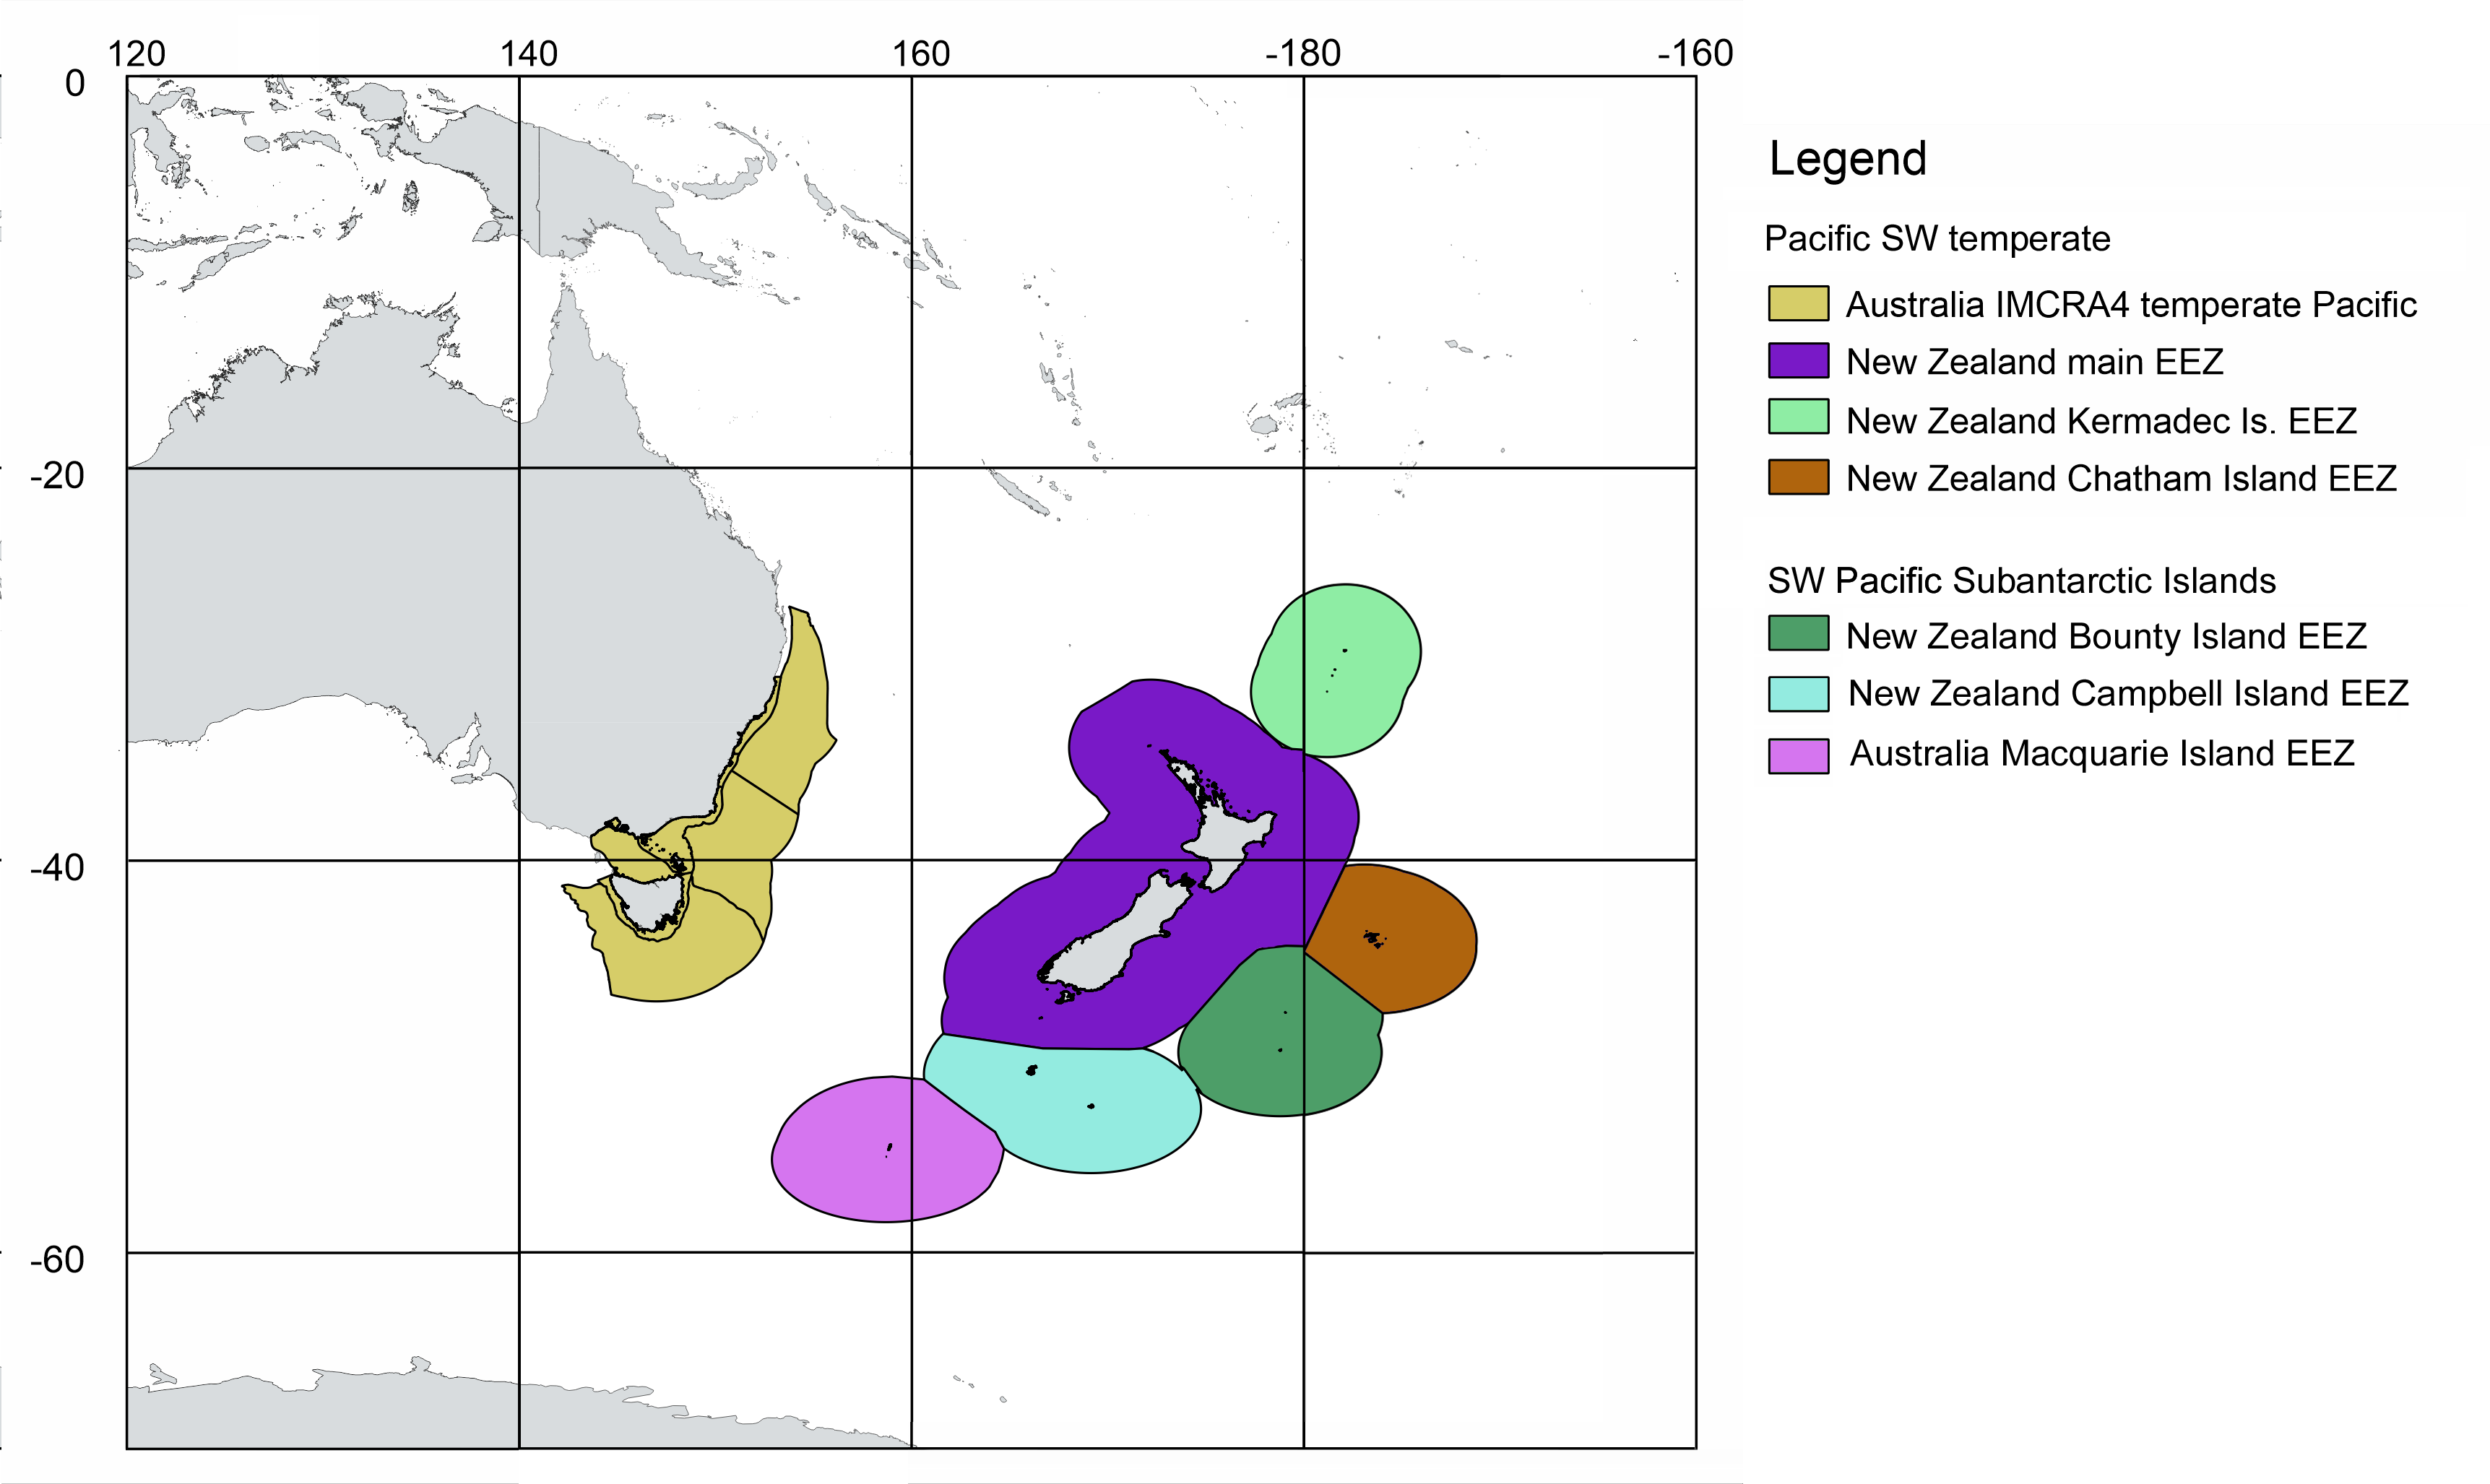 120 140 160 -180 -160
0
-20
-40
-60
Legend
Pacific SW temperate
Australia IMCRA4 temperate Pacific
New Zealand main EEZ
New Zealand Kermadec Is. EEZ
New Zealand Chatham Island EEZ
SW Pacific Subantarctic Islands
New Zealand Bounty Island EEZ
New Zealand Campbell Island EEZ
Australia Macquarie Island EEZ